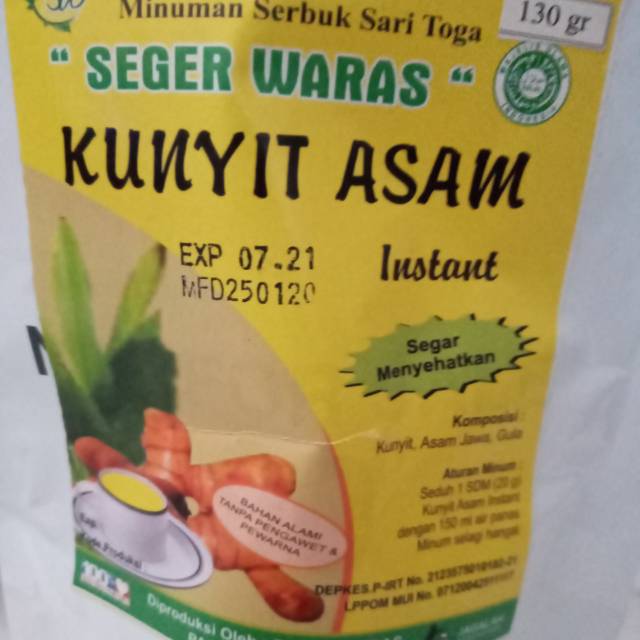 Minuman Serbuk Sari Toga
130 gr
" SEGER WARAS "
KUNYIT ASAM
Instant
EXP 07.21
MFD250120
Segar
Menyehatkan
Komposisi :
Kunyit, Asam Jawa, Gula
Aturan Minum :
Seduh 1 SDM (20 g)
Kunyit Asam Instant
dengan 150 ml air panas
Minum selagi hangat
BAHAN ALAMI
TANPA PENGAWET &
PEWARNA
Kode Produksi
DEPKES.P-IRT No.
LPPOM MUI No.
Diproduksi Oleh